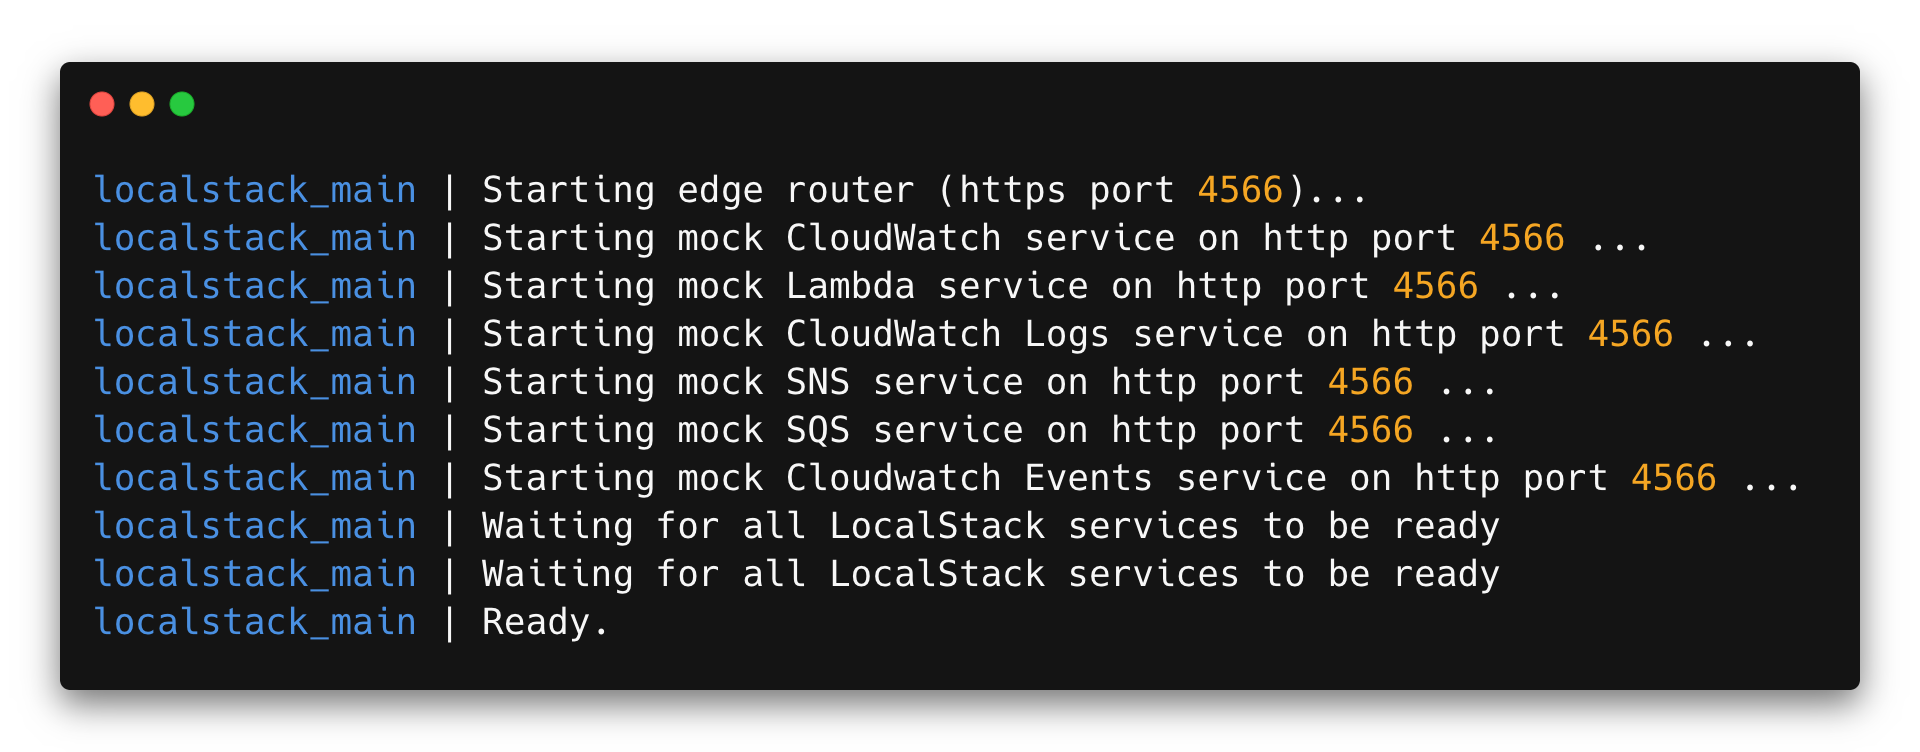 localstack_main | Starting edge router (https port 4566)...
localstack_main | Starting mock CloudWatch service on http port 4566 ...
localstack_main | Starting mock Lambda service on http port 4566 ...
localstack_main | Starting mock CloudWatch Logs service on http port 4566 ...
localstack_main | Starting mock SNS service on http port 4566 ...
localstack_main | Starting mock SQS service on http port 4566 ...
localstack_main | Starting mock Cloudwatch Events service on http port 4566 ...
localstack_main | Waiting for all LocalStack services to be ready
localstack_main | Waiting for all LocalStack services to be ready
localstack_main | Ready.